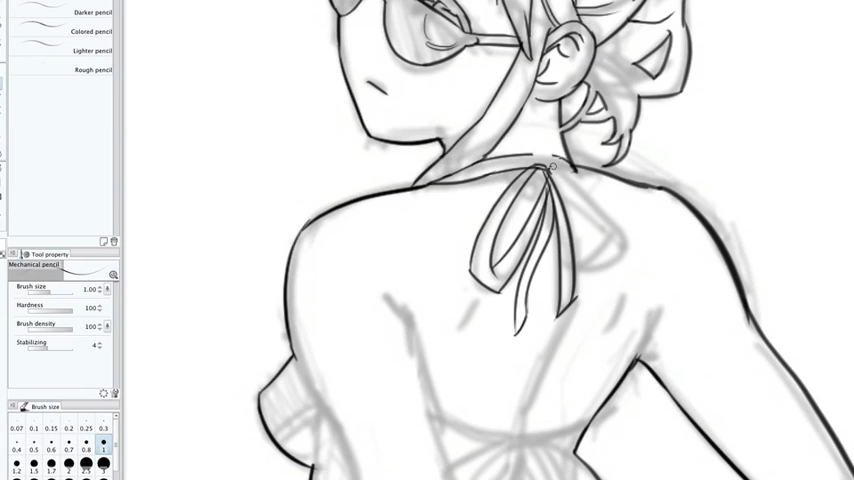 Darker pencil
Colored pencil
Lighter pencil
Rough pencil
Tool property
Mechanical pencil
Brush size 1.00
Hardness 100
Brush density 100
Stabilizing 4
Brush size
0.07 0.1 0.15 0.2 0.25 0.3
0.4 0.5 0.6 0.7 0.8 1
1.2 1.5 1.7 2 2.5 3